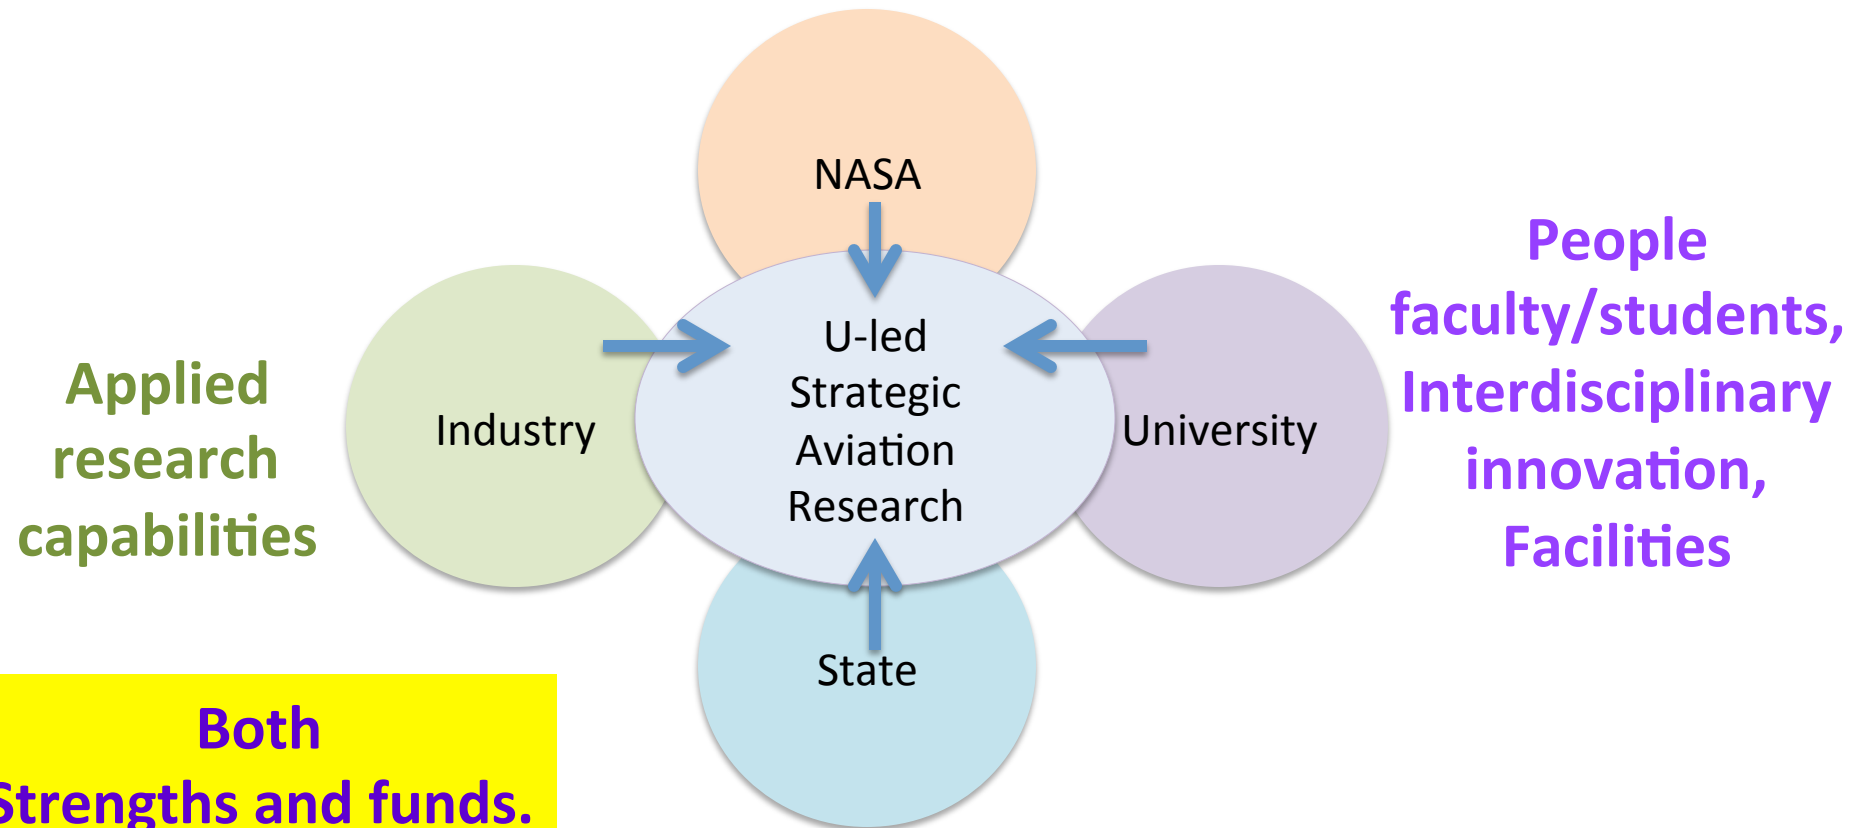 NASA
U-led
Strategic
Aviation
Research
Industry
University
State
Applied
research
capabilities
People
faculty/students,
Interdisciplinary
innovation,
Facilities
Both
Strengths and funds.